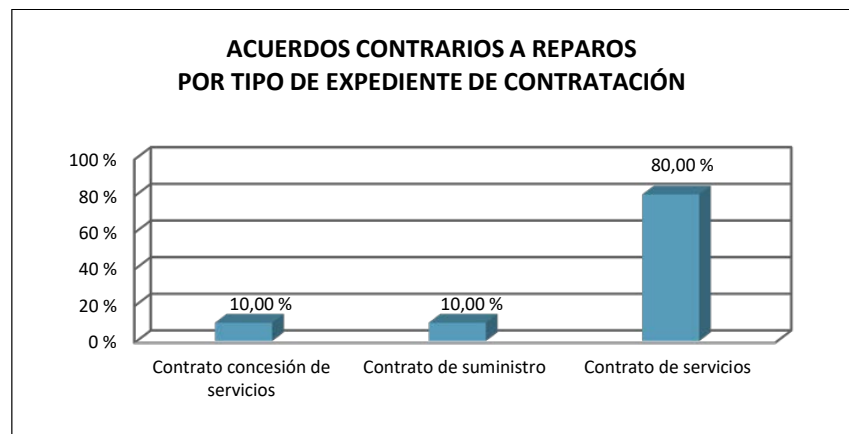 ACUERDOS CONTRARIOS A REPAROS
POR TIPO DE EXPEDIENTE DE CONTRATACIÓN
100 %
80 %
60 %
40 %
20 %
0 %
10,00 %
10,00 %
80,00 %
Contrato concesión de
servicios
Contrato de suministro
Contrato de servicios